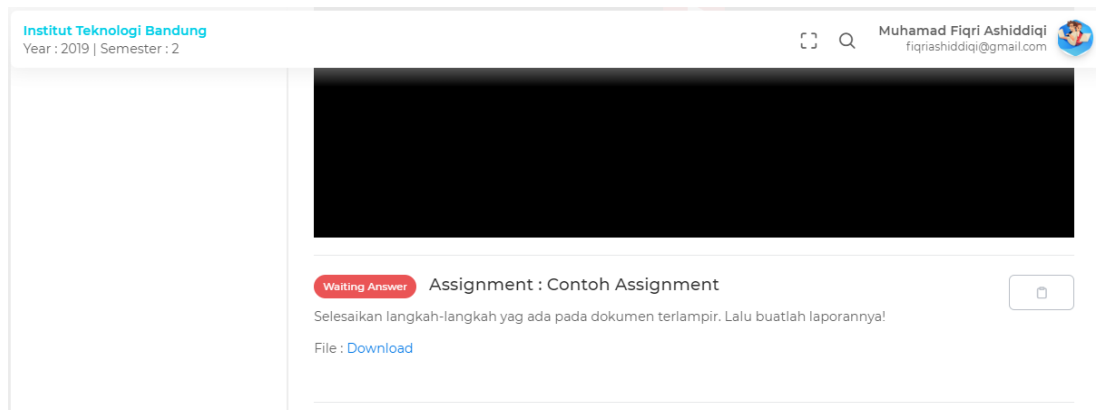 Institut Teknologi Bandung
Year : 2019 | Semester : 2
Muhamad Fiqri Ashiddiqi
fiqriashiddiqi@gmail.com
Waiting Answer
Assignment : Contoh Assignment
Selesaikan langkah-langkah yag ada pada dokumen terlampir. Lalu buatlah laporannya!
File : Download